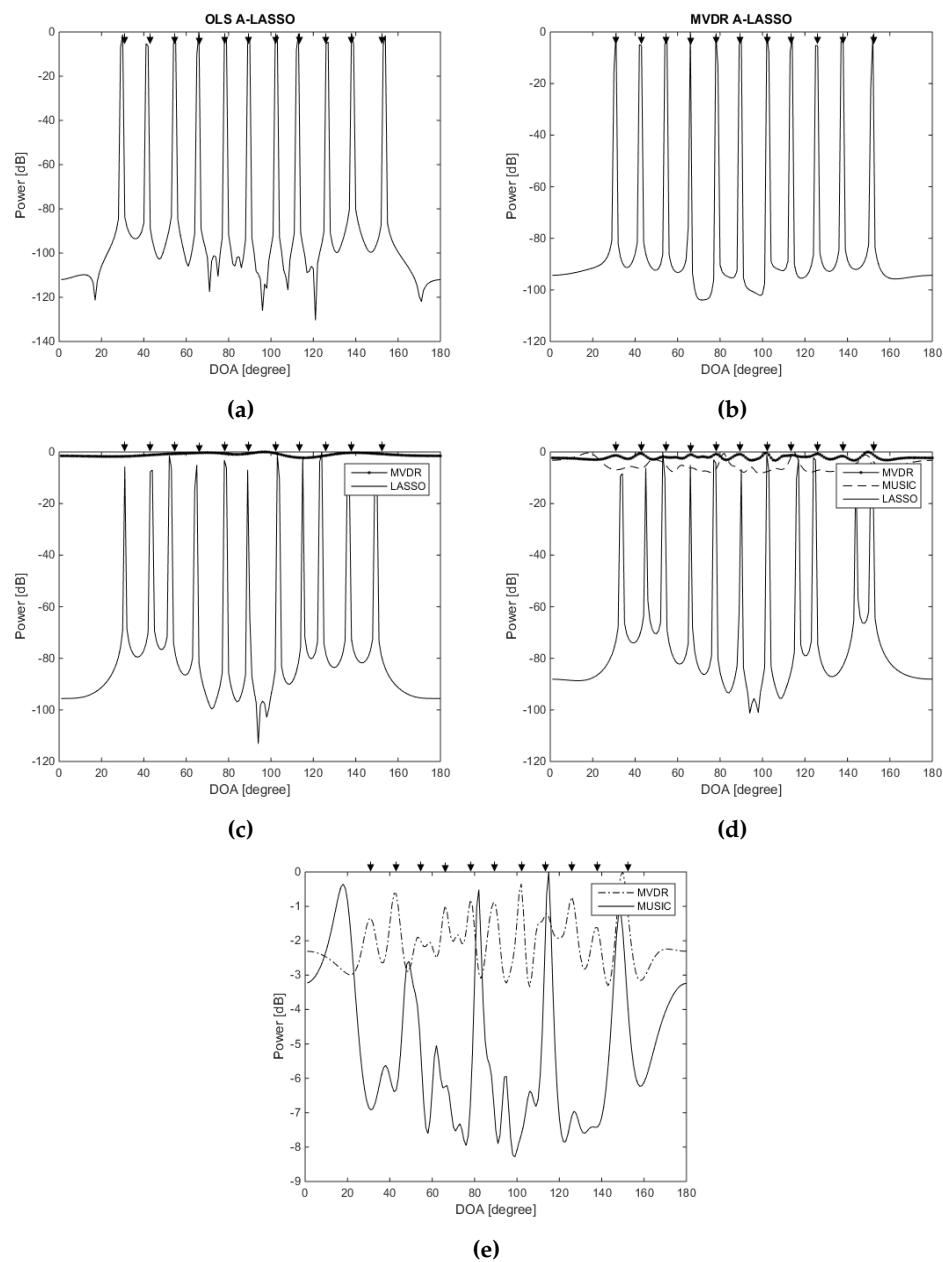 OLS A-LASSO
0
-20
-40
-60
-80
-100
-120
-140
Power [dB]
0 20 40 60 80 100 120 140 160 180
DOA [degree]
(a)
MVDR A-LASSO
0
-20
-40
-60
-80
-100
-120
Power [dB]
0 20 40 60 80 100 120 140 160 180
DOA [degree]
(b)
0
-20
-40
-60
-80
-100
-120
Power [dB]
MVDR
LASSO
0 20 40 60 80 100 120 140 160 180
DOA [degree]
(c)
0
-20
-40
-60
-80
-100
-120
Power [dB]
MVDR
MUSIC
LASSO
0 20 40 60 80 100 120 140 160 180
DOA [degree]
(d)
0
-1
-2
-3
-4
-5
-6
-7
-8
-9
Power [dB]
MVDR
MUSIC
0 20 40 60 80 100 120 140 160 180
DOA [degree]
(e)